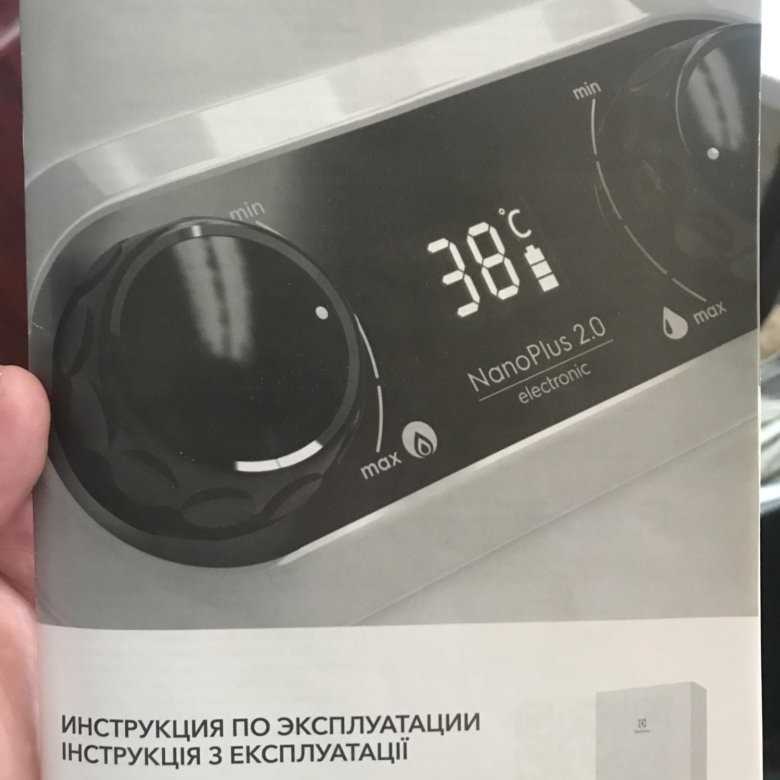 min
min
38°C
NanoPlus 2.0
electronic
max
max
ИНСТРУКЦИЯ ПО ЭКСПЛУАТАЦИИ
ІНСТРУКЦІЯ З ЕКСПЛУАТАЦІЇ